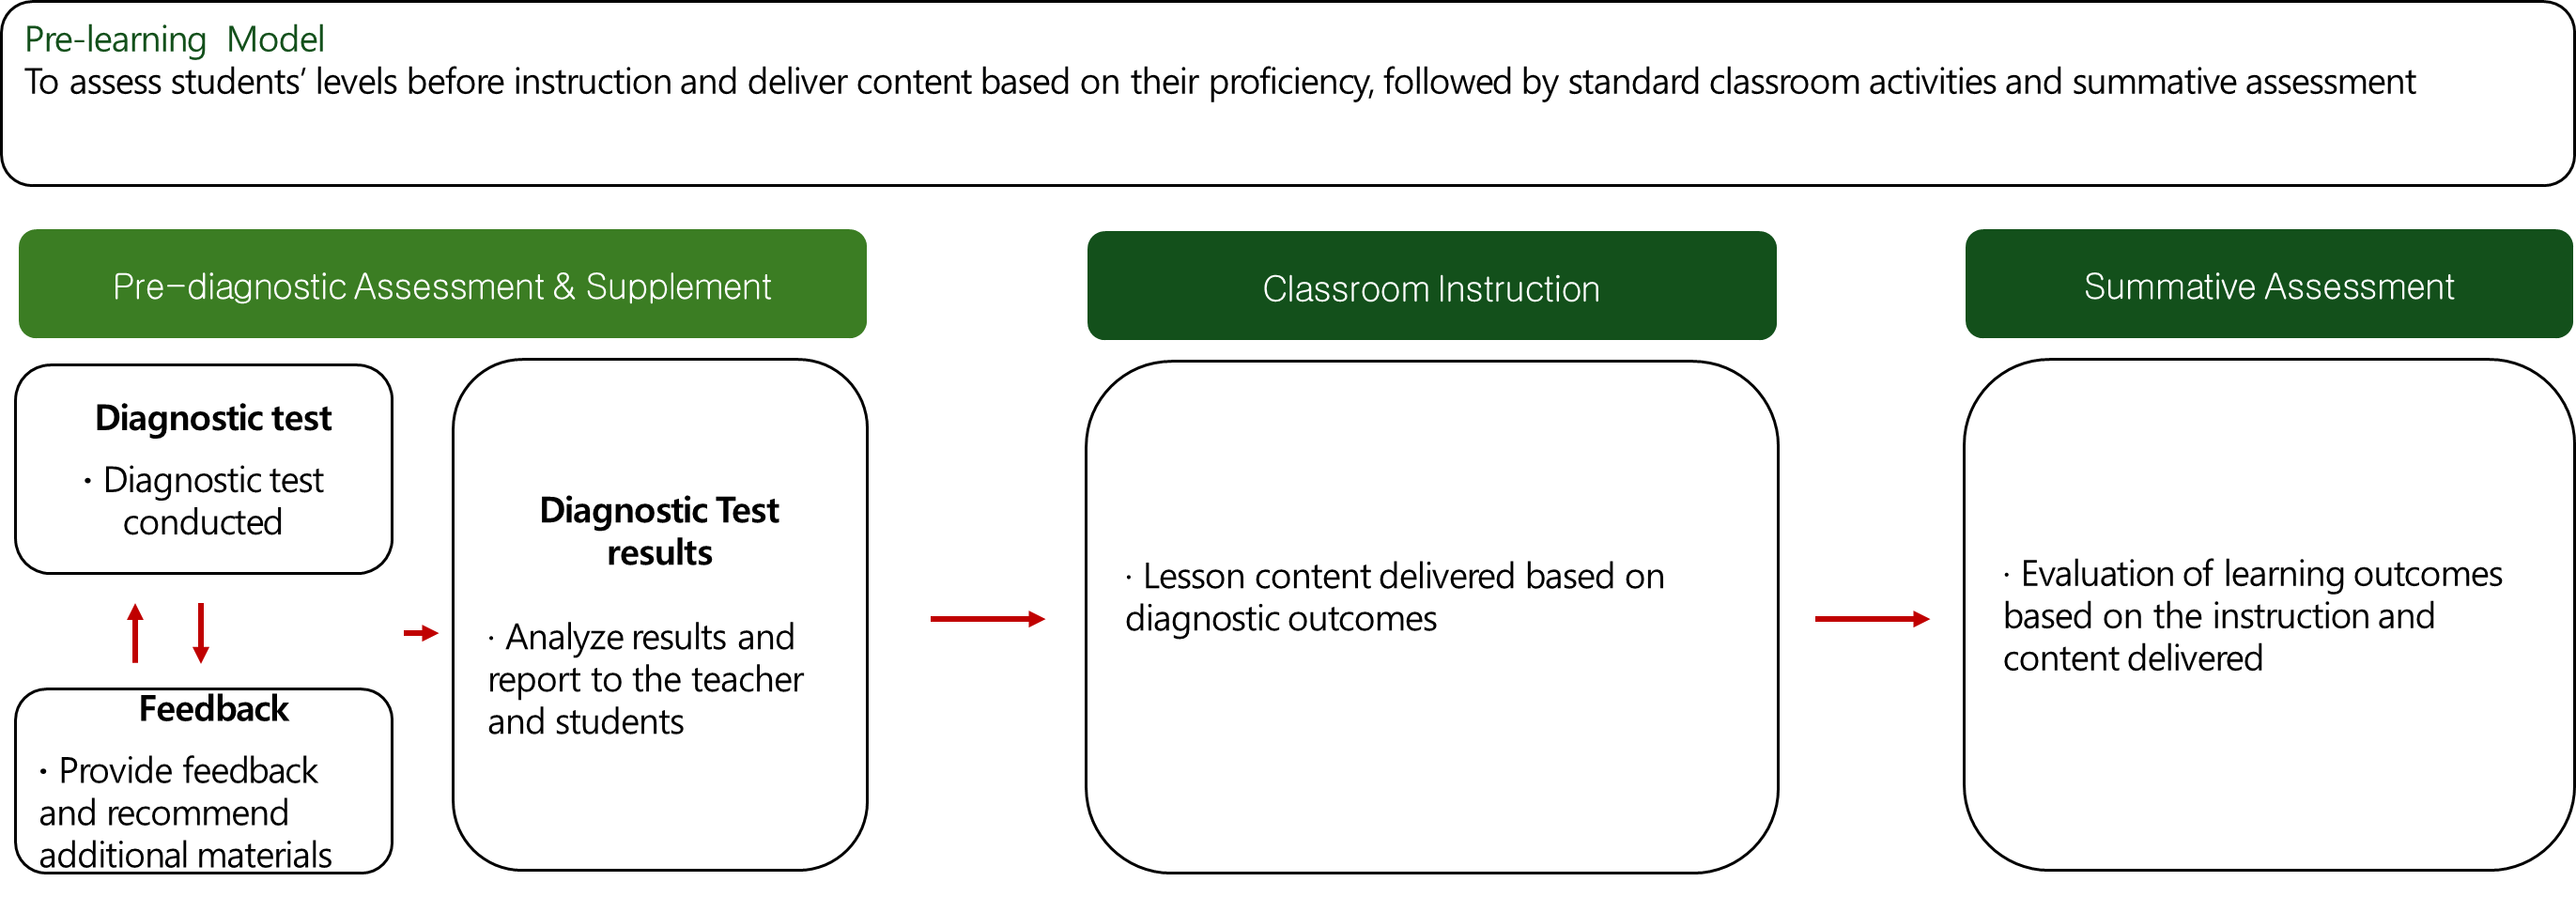 Pre-learning Model
To assess students’ levels before instruction and deliver content based on their proficiency, followed by standard classroom activities and summative assessment
Pre-diagnostic Assessment & Supplement
Diagnostic test
· Diagnostic test
conducted
Feedback
· Provide feedback
and recommend
additional materials
Diagnostic Test
results
· Analyze results and
report to the teacher
and students
Classroom Instruction
· Lesson content delivered based on
diagnostic outcomes
Summative Assessment
· Evaluation of learning outcomes
based on the instruction and
content delivered